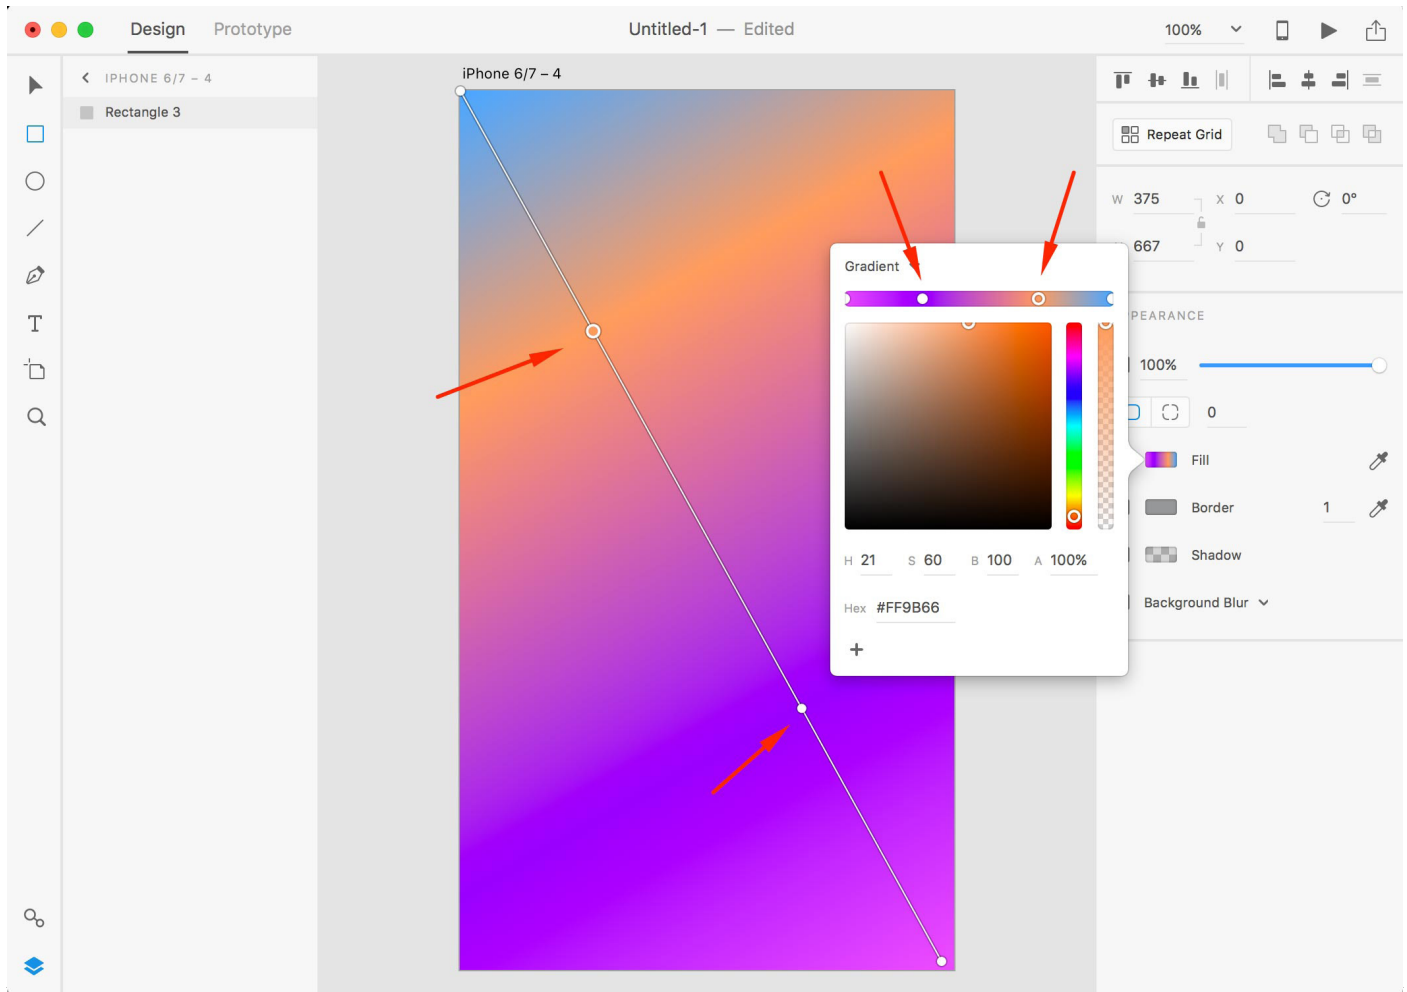 Design Prototype Untitled-1 — Edited 100%
IPHONE 6/7 – 4
Rectangle 3
iPhone 6/7 – 4
Repeat Grid
W 375 X 0 0°
667 Y 0
Gradient
PEARANCE
100%
0
Fill
Border 1
Shadow
Background Blur
H 21 S 60 B 100 A 100%
Hex #FF9B66